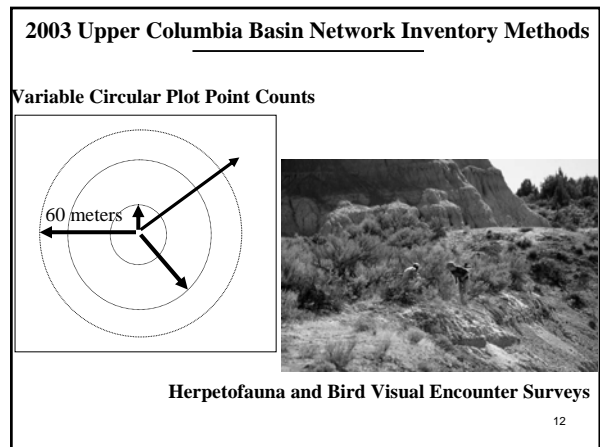 2003 Upper Columbia Basin Network Inventory Methods
Variable Circular Plot Point Counts
60 meters
Herpetofauna and Bird Visual Encounter Surveys
12